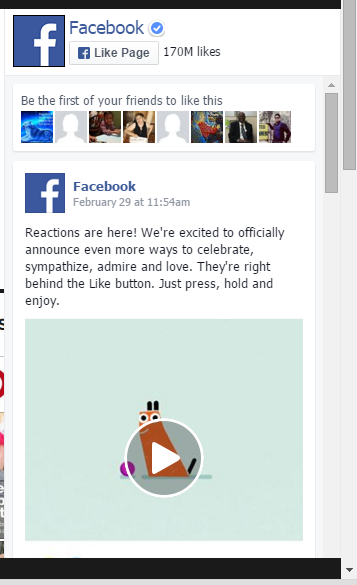 Facebook
Like Page
170M likes
Be the first of your friends to like this
Facebook
February 29 at 11:54am
Reactions are here! We're excited to officially
announce even more ways to celebrate,
sympathize, admire and love. They're right
behind the Like button. Just press, hold and
enjoy.